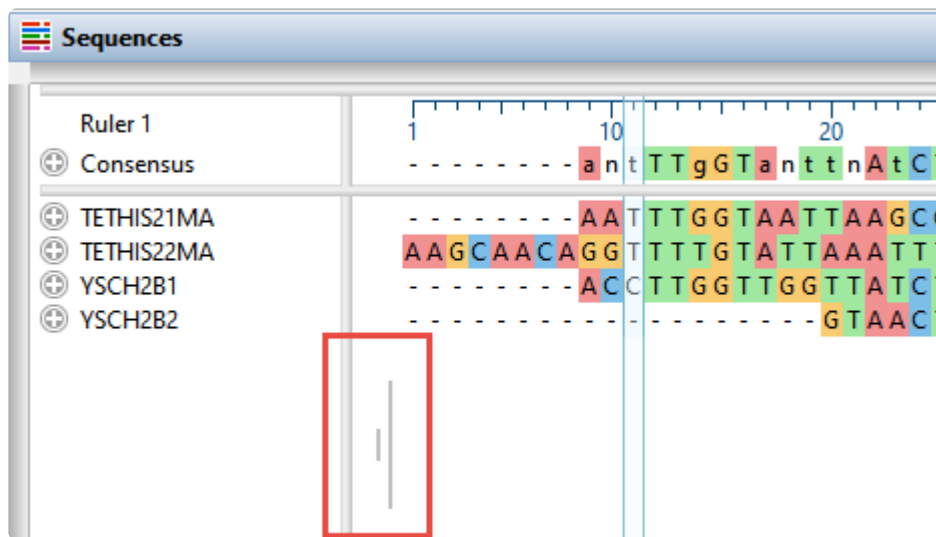 Sequences
Ruler 1 1 10 20
Consensus - - - - - - - - a n t T T g G T a n t t n A t C
TETHIS21MA - - - - - - - - A A T T T G G T A A T T A A G C
TETHIS22MA A A G C A A C A G G T T T T G T A T T A A A T T
YSCH2B1 - - - - - - - - A C C T T G G T T G G T T A T C
YSCH2B2 - - - - - - - - - - - - - - - - - - - G T A A C